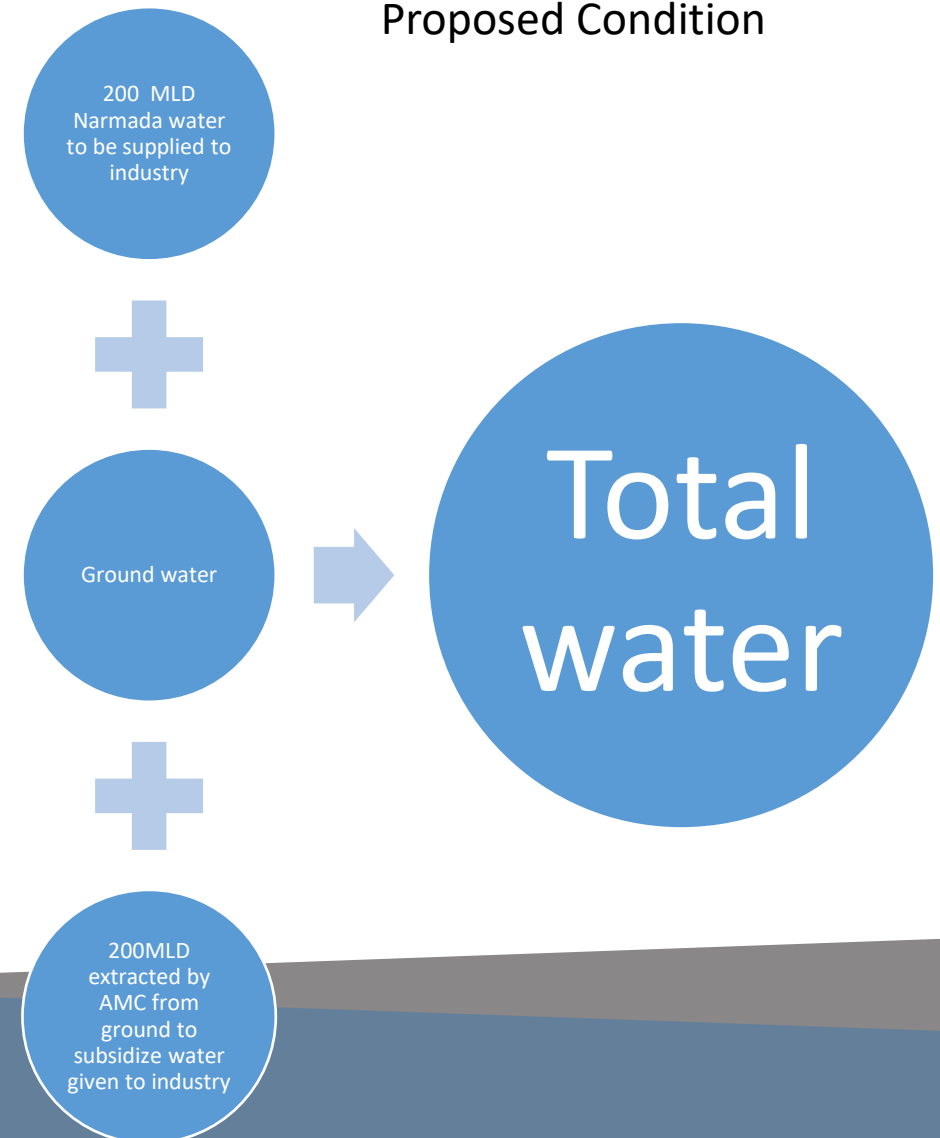 Proposed Condition
200 MLD
Narmada water
to be supplied to
industry
Ground water
200MLD
extracted by
AMC from
ground to
subsidize water
given to industry
Total
water